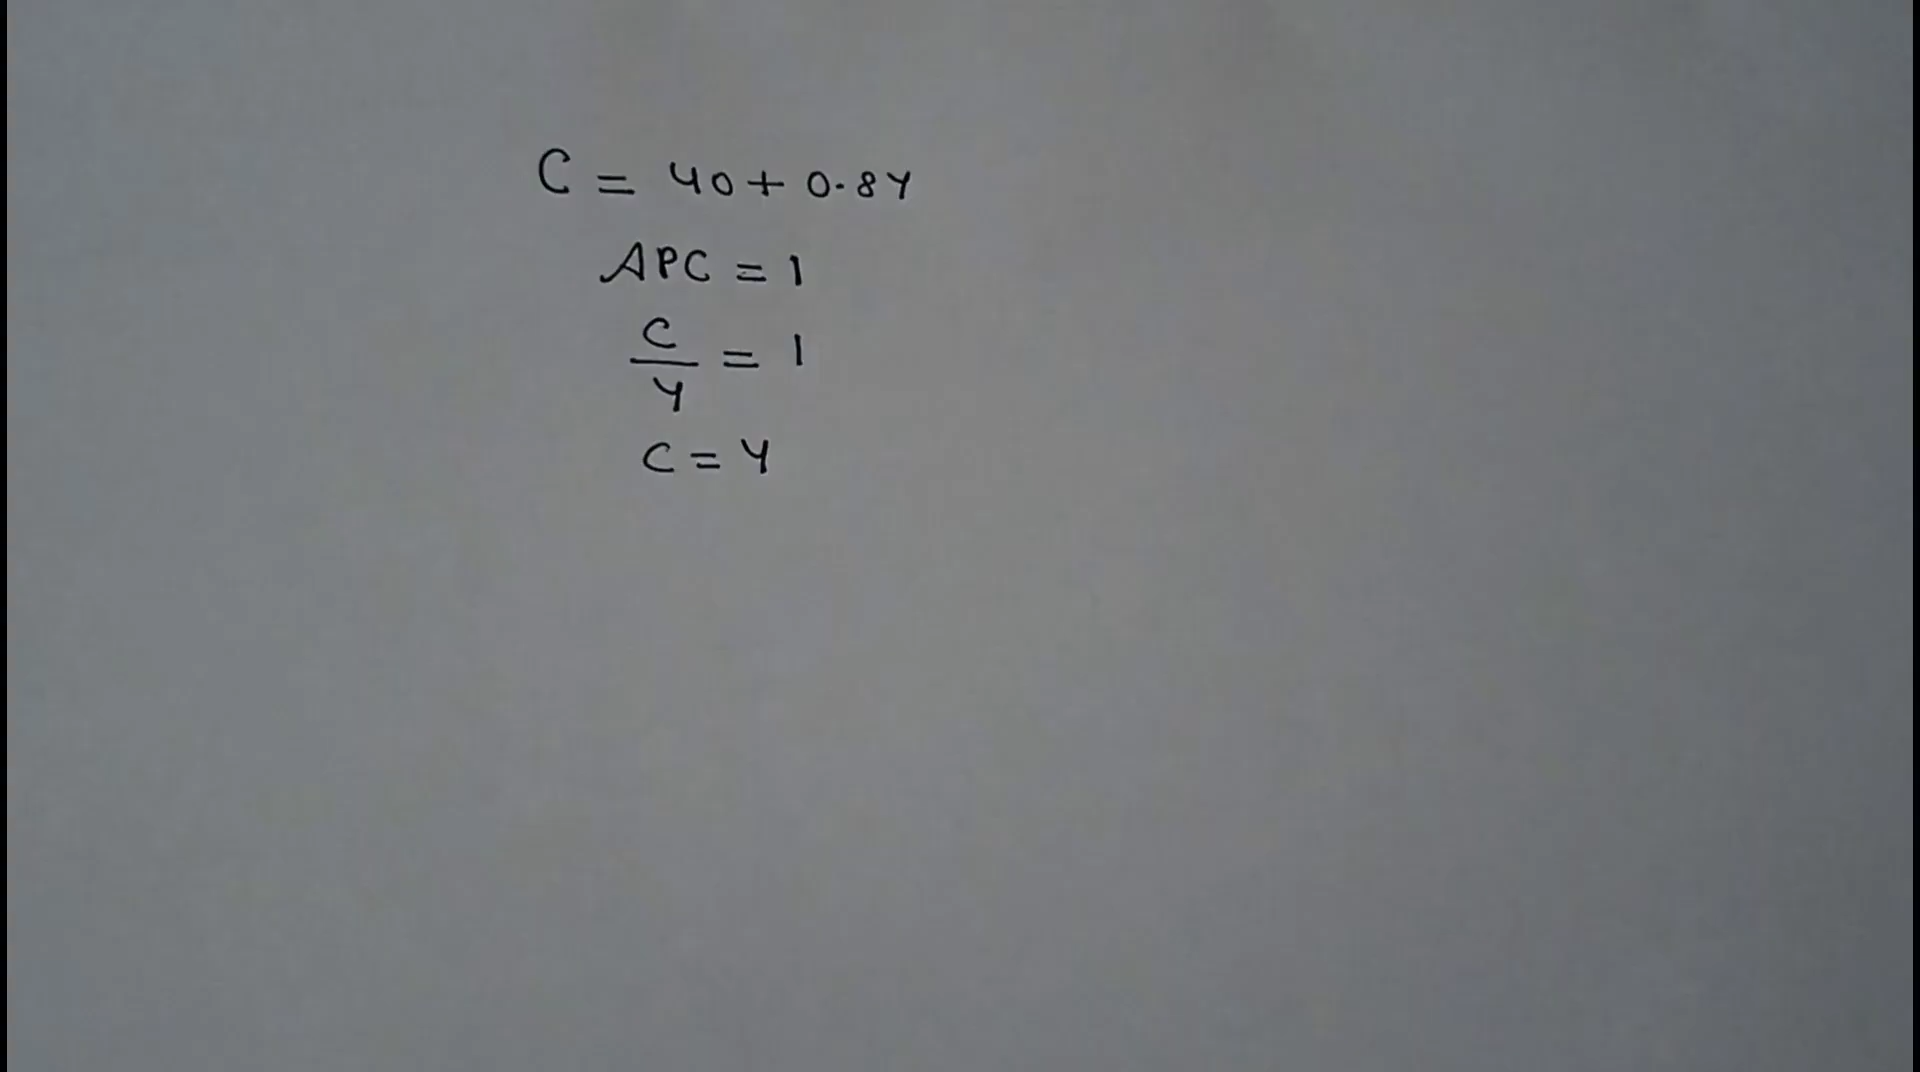 C = 40 + 0.8Y
APC = 1
C/Y = 1
C = Y